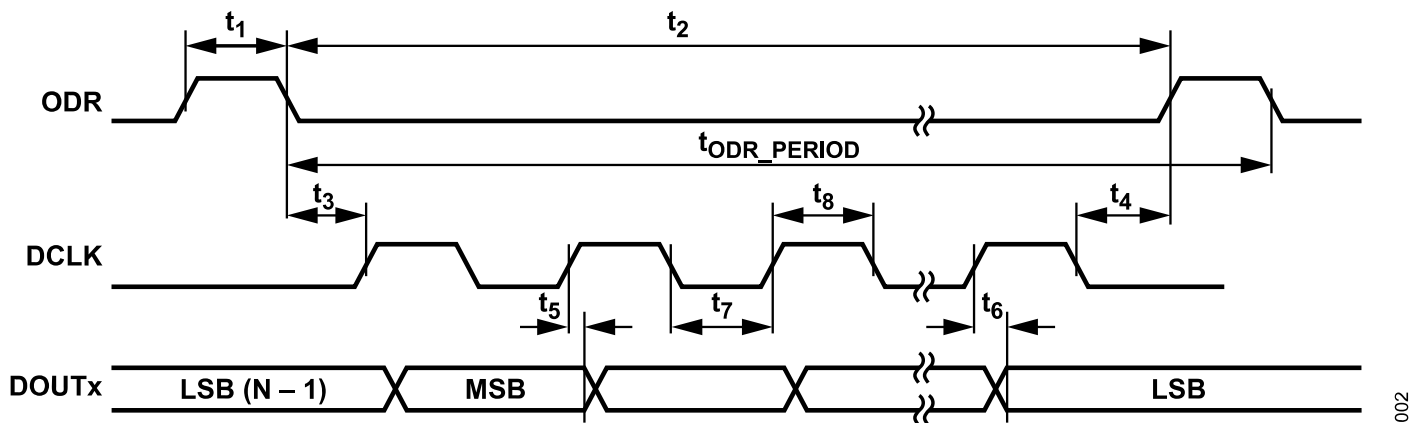 t1
t2
ODR
tODR_PERIOD
t3
t8
t4
DCLK
t5
t7
t6
DOUTx
LSB (N – 1)
MSB
LSB
002